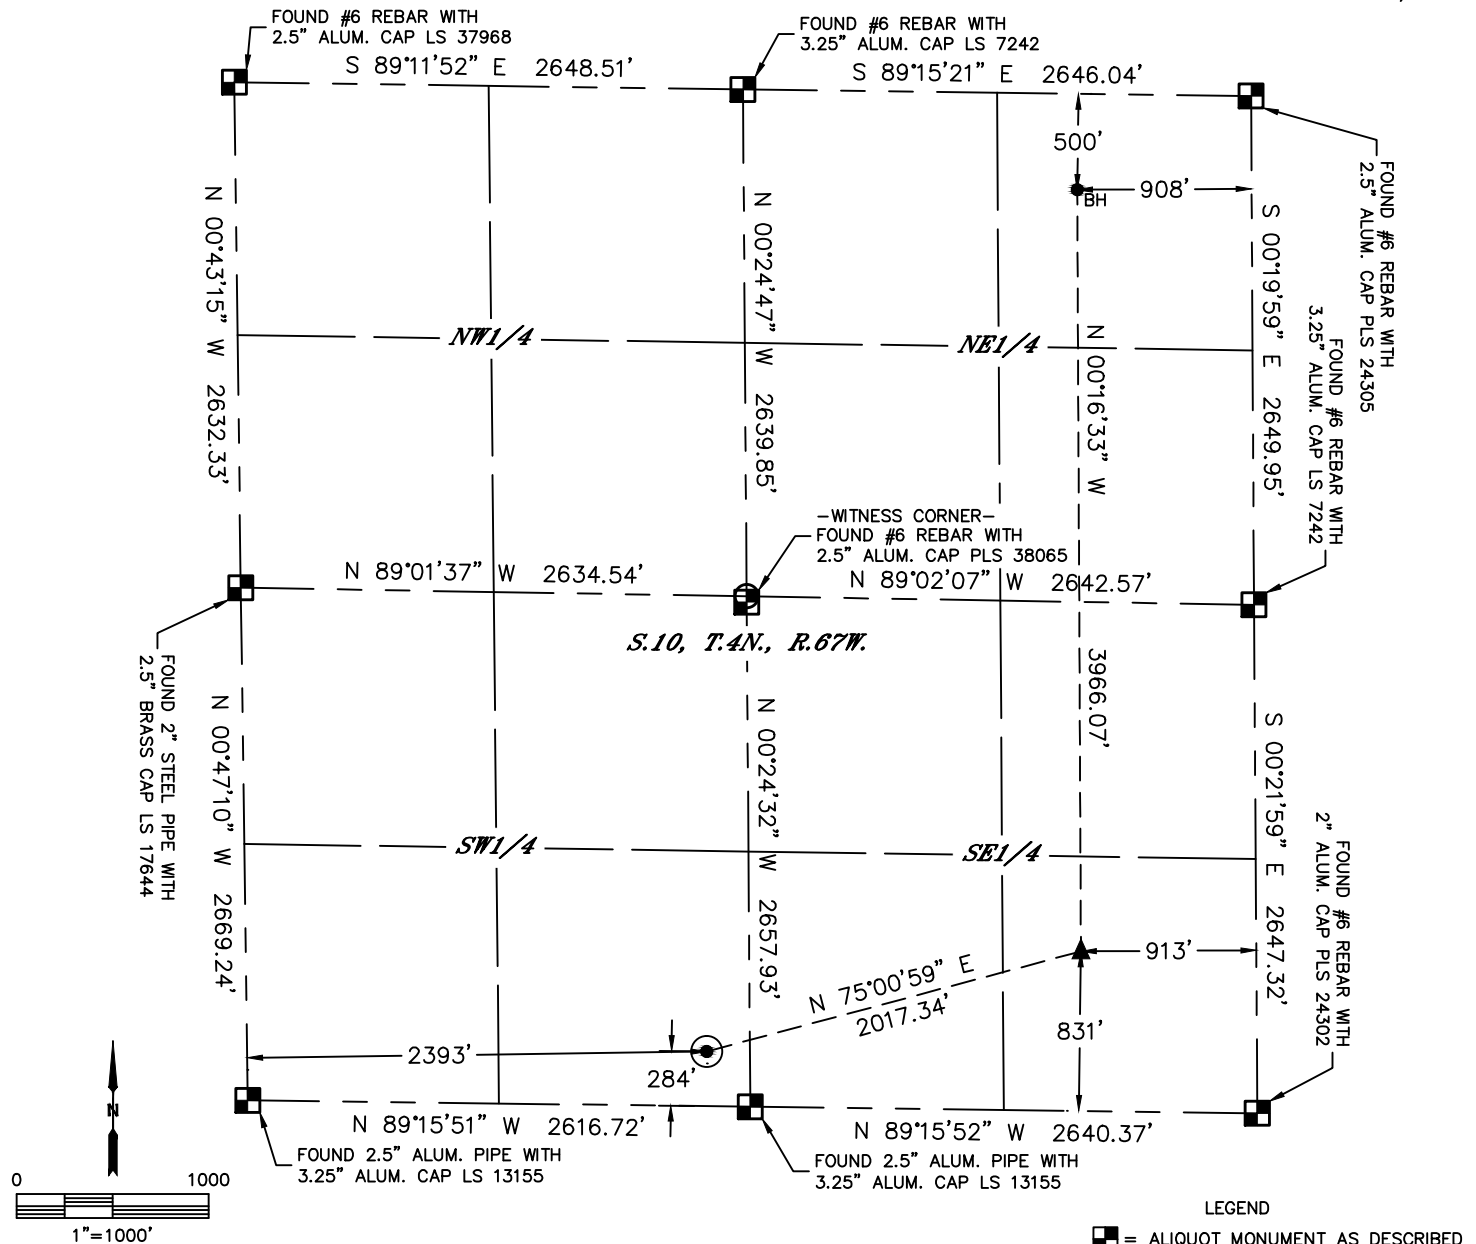 FOUND #6 REBAR WITH
2.5" ALUM. CAP LS 37968
FOUND #6 REBAR WITH
3.25" ALUM. CAP LS 7242
S 89°11'52" E 2648.51'
S 89°15'21" E 2646.04'
500'
908'
BH
FOUND #6 REBAR WITH
2.5" ALUM. CAP PLS 24305
N 00°43'15" W 2632.33'
N 00°24'47" W 2639.85'
N 00°16'33" W 3966.07'
S 00°19'59" E 2649.95'
FOUND #6 REBAR WITH
3.25" ALUM. CAP LS 7242
NW1/4
NE1/4
-WITNESS CORNER-
FOUND #6 REBAR WITH
2.5" ALUM. CAP PLS 38065
N 89°01'37" W 2634.54'
N 89°02'07" W 2642.57'
S.10, T.4N., R.67W.
FOUND 2" STEEL PIPE WITH
2.5" BRASS CAP LS 17644
N 00°47'10" W 2669.24'
N 00°24'32" W 2657.93'
S 00°21'59" E 2647.32'
SW1/4
SE1/4
FOUND #6 REBAR WITH
2" ALUM. CAP PLS 24302
913'
N 75°00'59" E
2017.34'
831'
2393'
284'
N 89°15'51" W 2616.72'
N 89°15'52" W 2640.37'
FOUND 2.5" ALUM. PIPE WITH
3.25" ALUM. CAP LS 13155
FOUND 2.5" ALUM. PIPE WITH
3.25" ALUM. CAP LS 13155
N
0 1000
1"=1000'
LEGEND
= ALIQUOT MONUMENT AS DESCRIBED